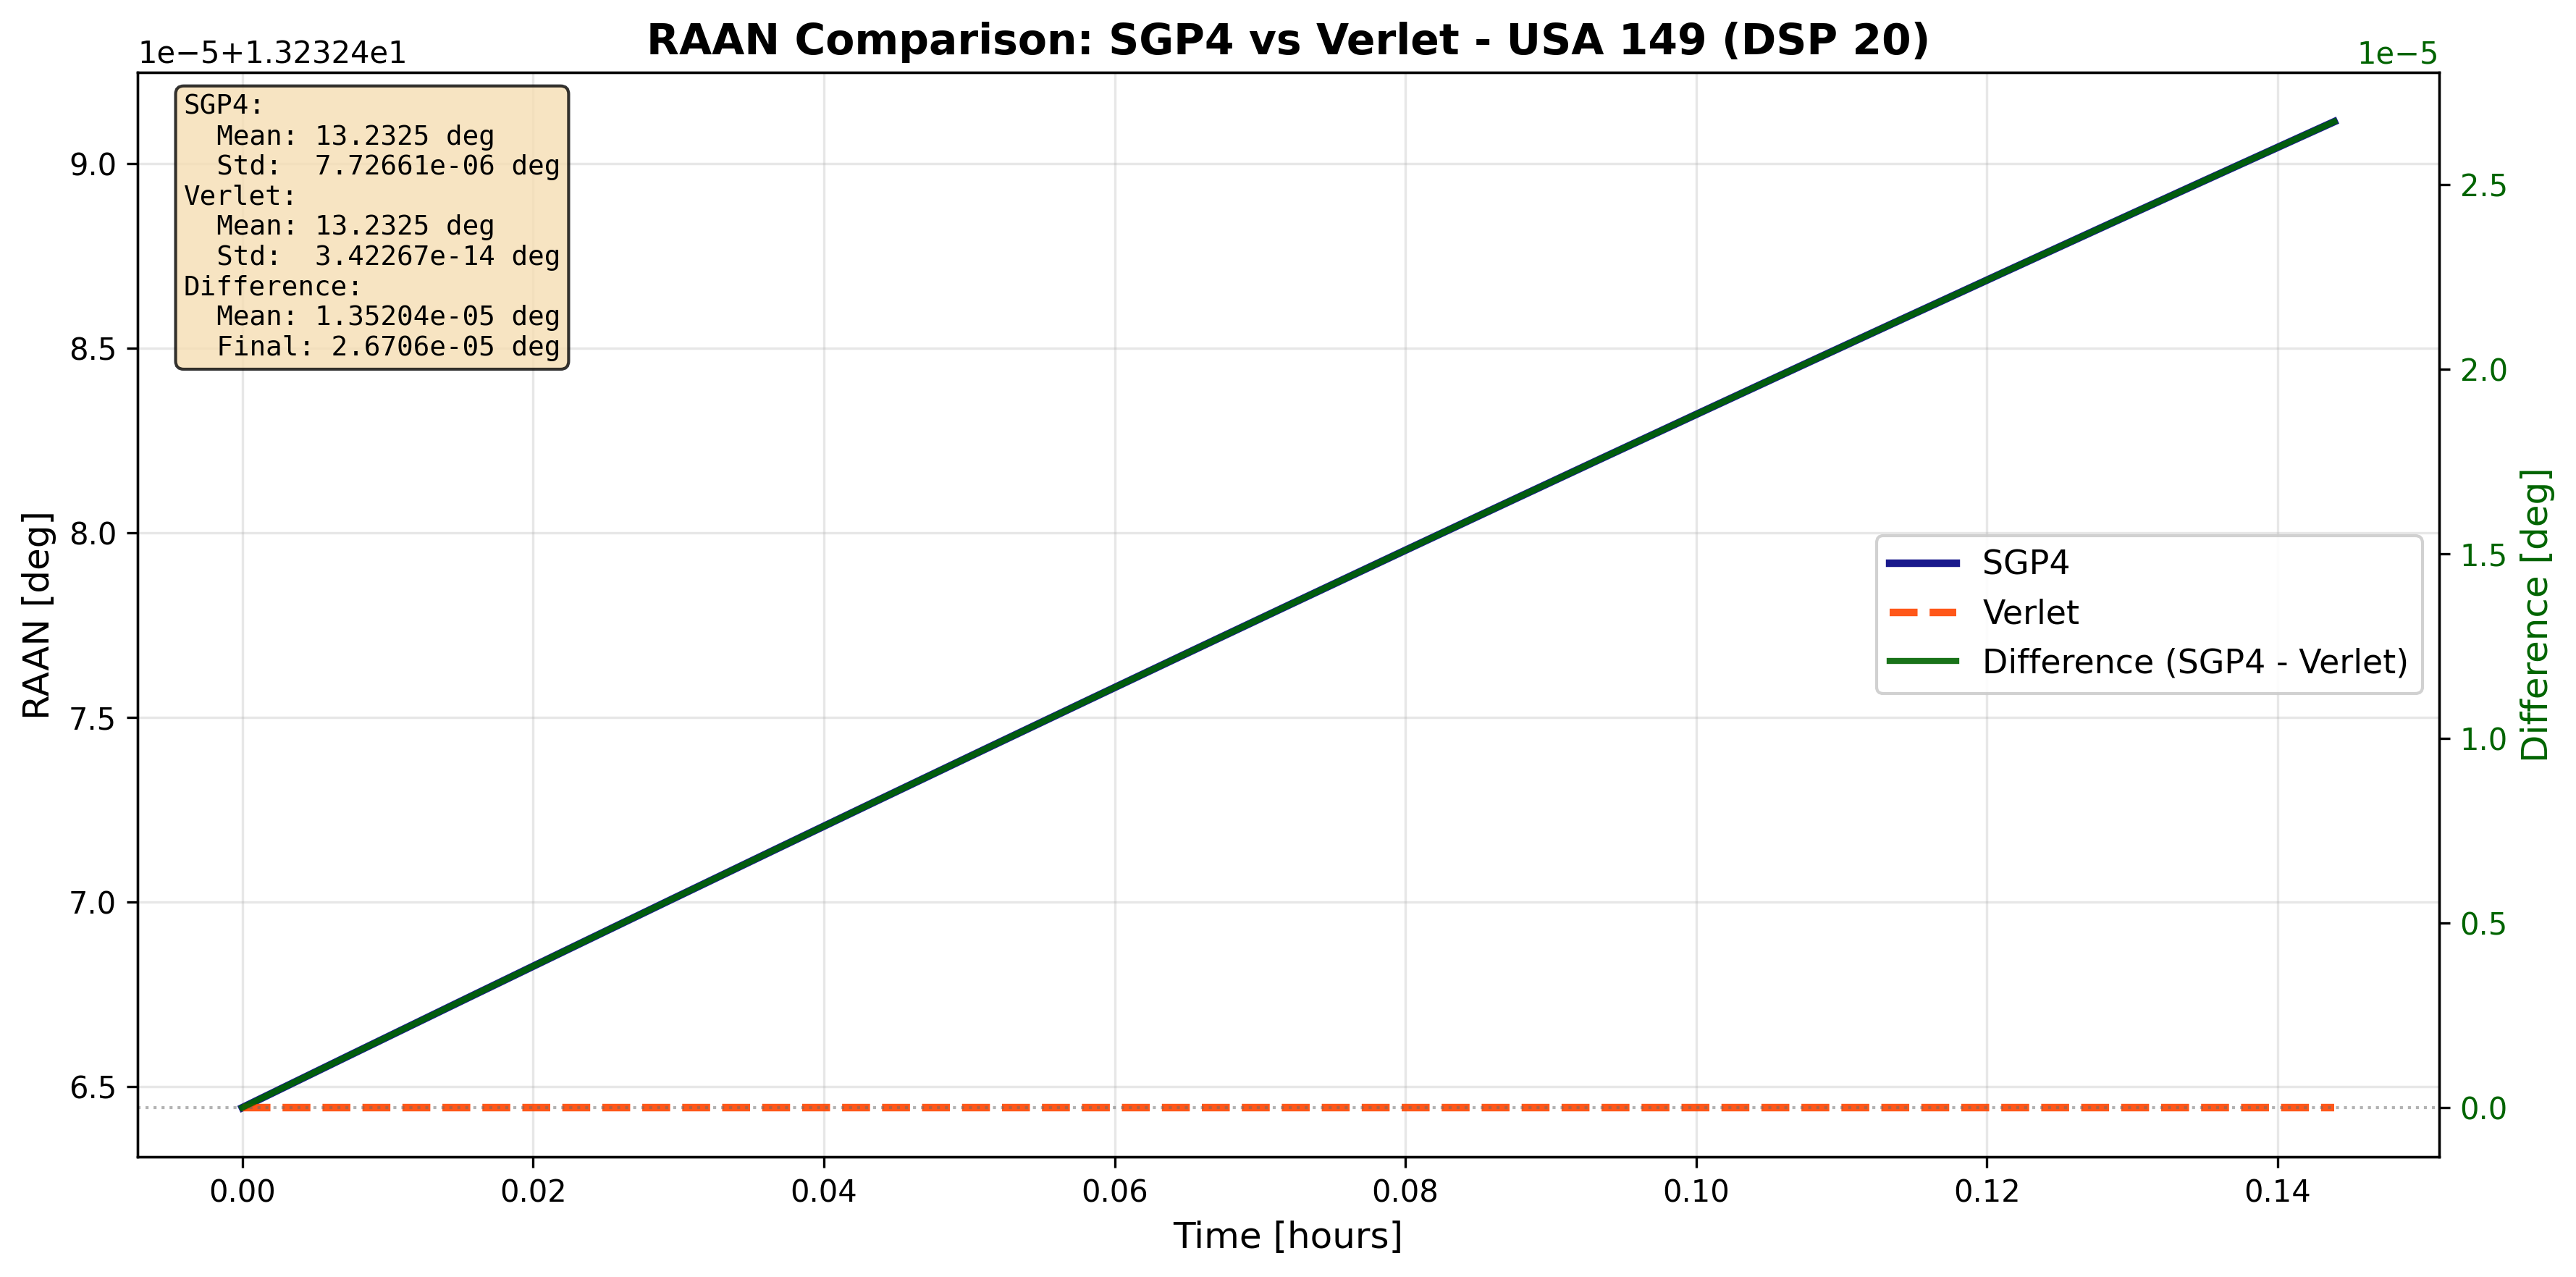 RAAN Comparison: SGP4 vs Verlet - USA 149 (DSP 20)
1e−5+1.32324e1
1e−5
SGP4:
Mean: 13.2325 deg
Std: 7.72661e-06 deg
Verlet:
Mean: 13.2325 deg
Std: 3.42267e-14 deg
Difference:
Mean: 1.35204e-05 deg
Final: 2.6706e-05 deg
9.0
8.5
8.0
7.5
7.0
6.5
RAAN [deg]
SGP4
Verlet
Difference (SGP4 - Verlet)
2.5
2.0
1.5
1.0
0.5
0.0
Difference [deg]
0.00 0.02 0.04 0.06 0.08 0.10 0.12 0.14
Time [hours]